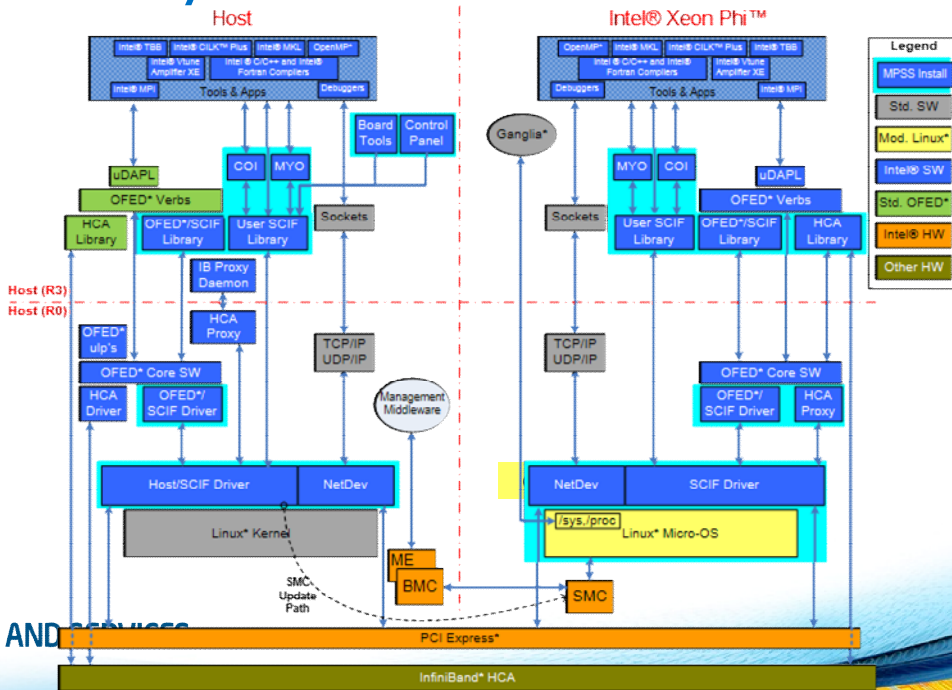 Host
Intel® Xeon Phi™
Intel® TBB
Intel® CILK™ Plus
Intel® MKL
OpenMP*
Intel® Vtune
Amplifier XE
Intel® C/C++ and Intel®
Fortran Compilers
Intel® MPI
Tools & Apps
Debuggers
Board
Tools
Control
Panel
COI
MYO
uDAPL
OFED* Verbs
HCA
Library
OFED*/SCIF
Library
User SCIF
Library
Sockets
IB Proxy
Daemon
Host (R3)
Host (R0)
HCA
Proxy
OFED*
ulp's
OFED* Core SW
HCA
Driver
OFED*/
SCIF Driver
TCP/IP
UDP/IP
Management
Middleware
Host/SCIF Driver
NetDev
Linux* Kernel
SMC
Update
Path
ME
BMC
OpenMP*
Intel® MKL
Intel® CILK™ Plus
Intel® TBB
Intel® C/C++ and Intel®
Fortran Compilers
Intel® Vtune
Amplifier XE
Debuggers
Tools & Apps
Intel® MPI
Ganglia*
MYO
COI
uDAPL
OFED* Verbs
Sockets
User SCIF
Library
OFED*/SCIF
Library
HCA
Library
TCP/IP
UDP/IP
OFED* Core SW
OFED*/
SCIF Driver
HCA
Proxy
NetDev
SCIF Driver
/sys,/proc
Linux* Micro-OS
SMC
Legend
MPSS Install
Std. SW
Mod. Linux*
Intel® SW
Std. OFED*
Intel® HW
Other HW
AND SERVICES
PCI Express*
InfiniBand* HCA